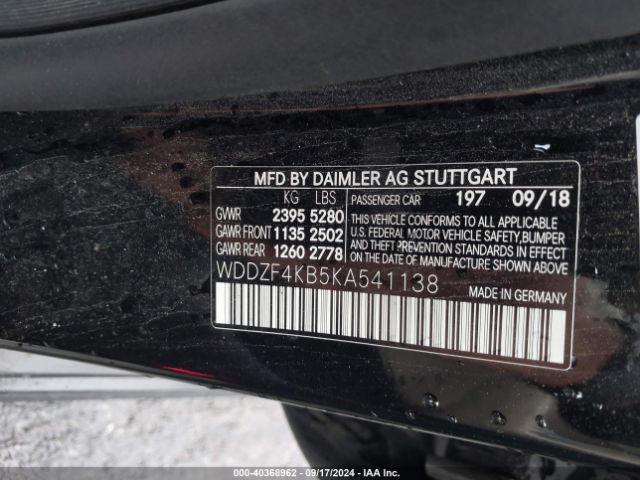 MFD BY DAIMLER AG STUTTGART
KG LBS PASSENGER CAR 197 09/18
GVWR 2395 5280 THIS VEHICLE CONFORMS TO ALL APPLICABLE
GAWR FRONT 1135 2502 U.S. FEDERAL MOTOR VEHICLE SAFETY, BUMPER
GAWR REAR 1260 2778 AND THEFT PREVENTION STANDARDS IN EFFECT
ON THE DATE OF MANUFACTURE SHOWN ABOVE.
WDDZF4KB5KA541138
MADE IN GERMANY
000-40368962 - 09/17/2024 - IAA Inc.